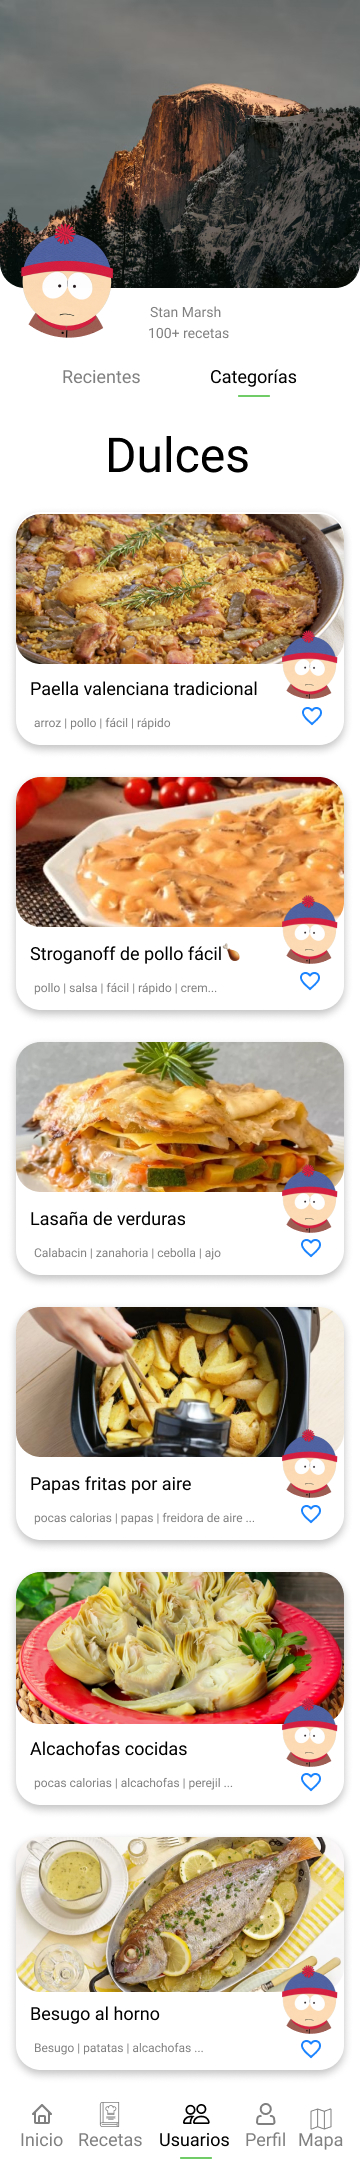 Stan Marsh
100+ recetas
Recientes Categorías
Dulces
Paella valenciana tradicional
arroz | pollo | fácil | rápido
Stroganoff de pollo fácil🍗
pollo | salsa | fácil | rápido | crem...
Lasaña de verduras
Calabacin | zanahoria | cebolla | ajo
Papas fritas por aire
pocas calorias | papas | freidora de aire ...
Alcachofas cocidas
pocas calorias | alcachofas | perejil ...
Besugo al horno
Besugo | patatas | alcachofas ...
Inicio Recetas Usuarios Perfil Mapa